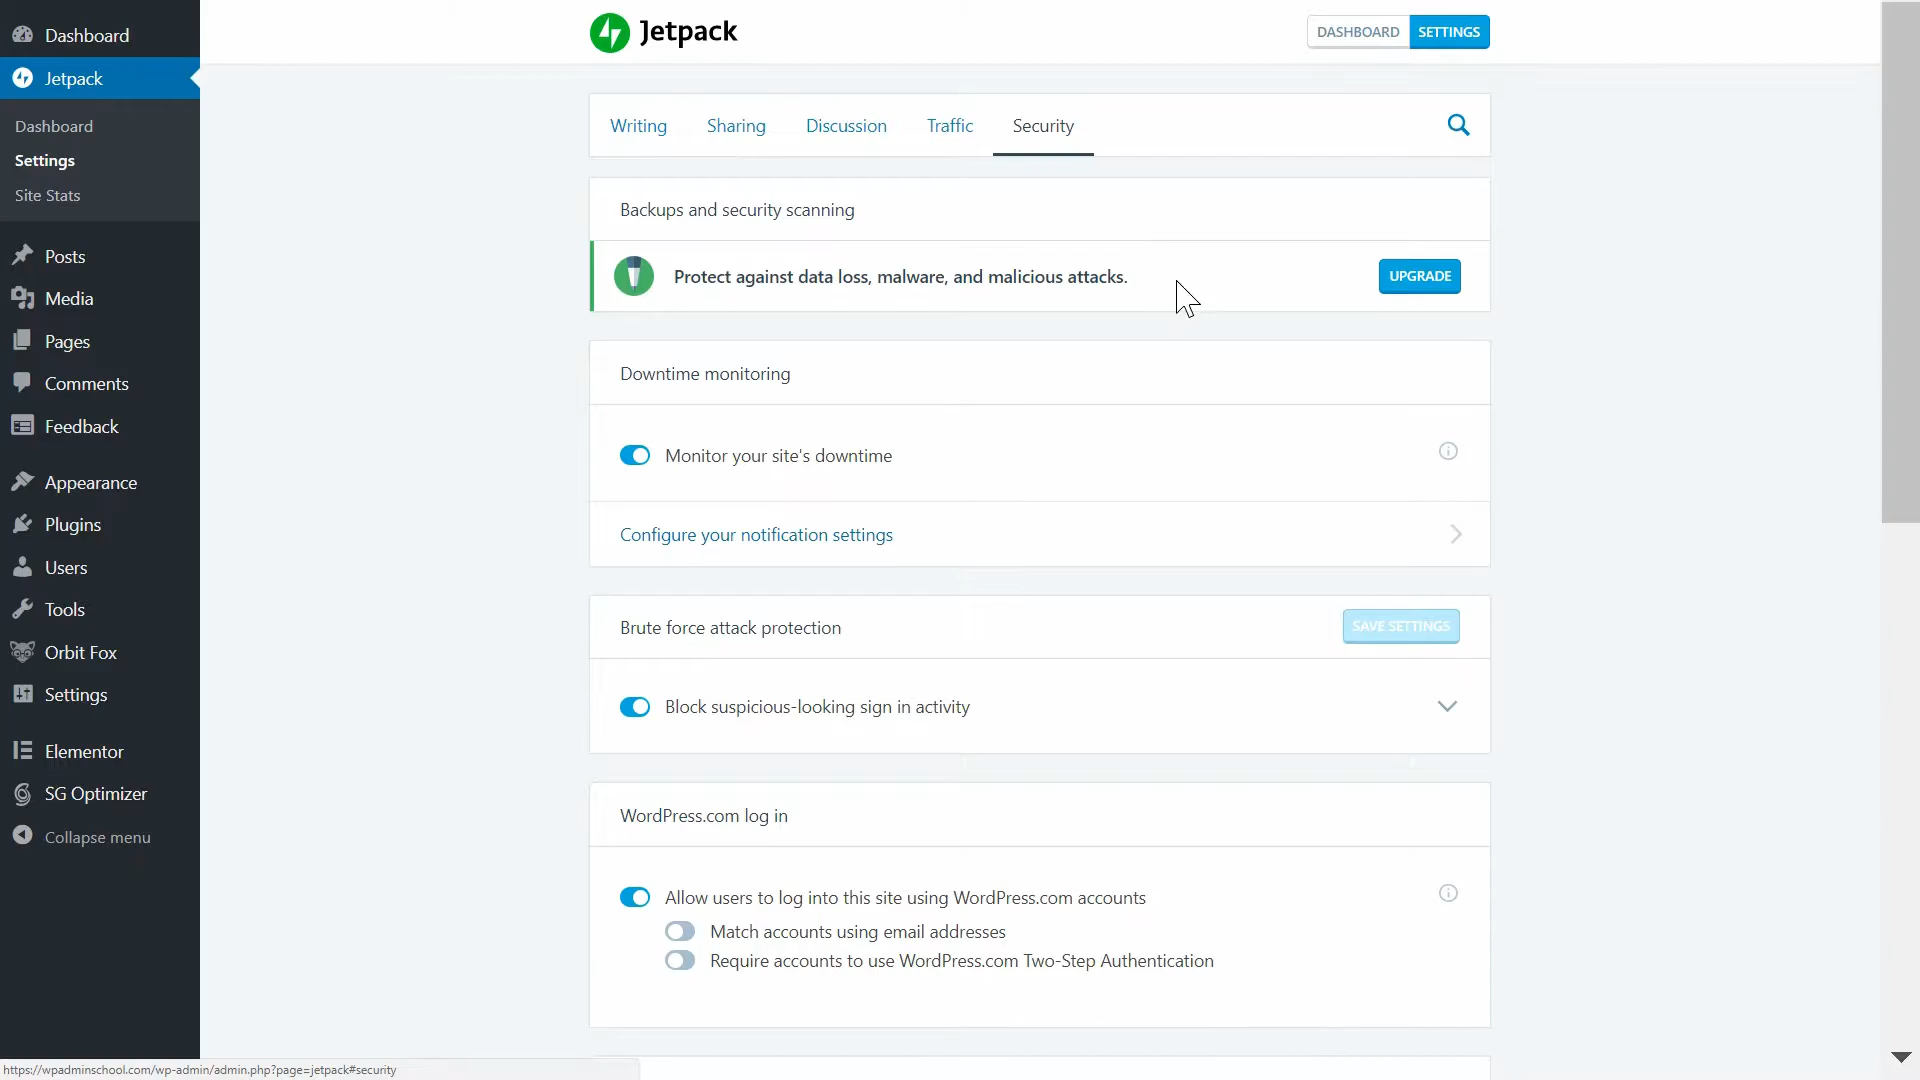 Dashboard
Jetpack
Dashboard
Settings
Site Stats
Posts
Media
Pages
Comments
Feedback
Appearance
Plugins
Users
Tools
Orbit Fox
Settings
Elementor
SG Optimizer
Collapse menu
Jetpack
DASHBOARD SETTINGS
Writing Sharing Discussion Traffic Security
Backups and security scanning
Protect against data loss, malware, and malicious attacks. UPGRADE
Downtime monitoring
Monitor your site's downtime
Configure your notification settings
Brute force attack protection SAVE SETTINGS
Block suspicious-looking sign in activity
WordPress.com log in
Allow users to log into this site using WordPress.com accounts
Match accounts using email addresses
Require accounts to use WordPress.com Two-Step Authentication
https://wpadminschool.com/wp-admin/admin.php?page=jetpack#security